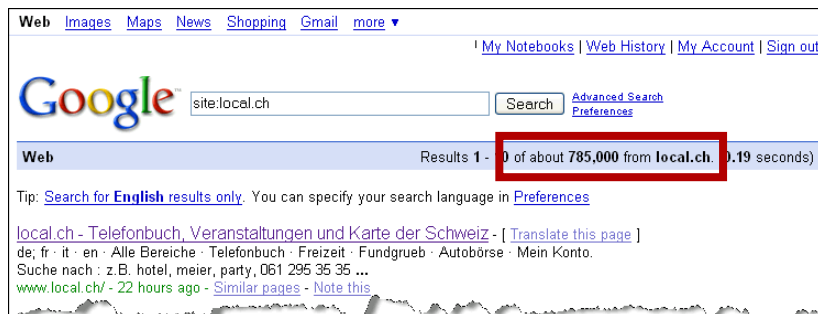 Web Images Maps News Shopping Gmail more ▼
My Notebooks | Web History | My Account | Sign out
Google™ site:local.ch Search Advanced Search
Preferences
Web Results 1 - 10 of about 785,000 from local.ch. (0.19 seconds)
Tip: Search for English results only. You can specify your search language in Preferences
local.ch - Telefonbuch, Veranstaltungen und Karte der Schweiz - [ Translate this page ]
de; fr · it · en · Alle Bereiche · Telefonbuch · Freizeit · Fundgrueb · Autobörse · Mein Konto.
Suche nach : z.B. hotel, meier, party, 061 295 35 35 ...
www.local.ch/ - 22 hours ago - Similar pages - Note this